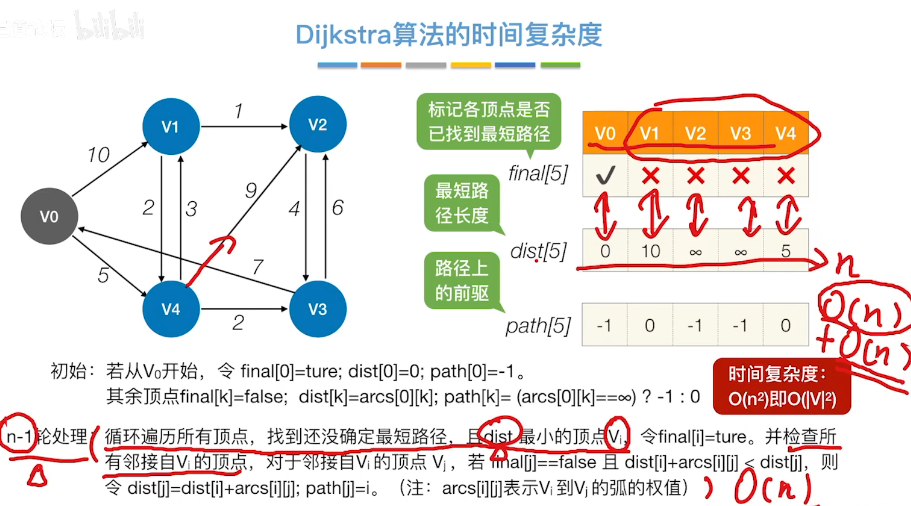 bilibili
Dijkstra算法的时间复杂度
标记各顶点是否
已找到最短路径
V0 V1 V2 V3 V4
final[5]
最短路
径长度
dist[5] 0 10 ∞ ∞ 5
n
路径上
的前驱
path[5] -1 0 -1 -1 0
O(n)
+O(n)
V1
1
V2
10
2
3
9
4
6
V0
5
7
V4
2
V3
初始：若从V₀开始，令 final[0]=ture; dist[0]=0; path[0]=-1。
其余顶点final[k]=false; dist[k]=arcs[0][k]; path[k]= (arcs[0][k]==∞) ? -1 : 0
时间复杂度：
O(n²)即O(|V|²)
n-1轮处理(循环遍历所有顶点，找到还没确定最短路径，且dist 最小的顶点Vᵢ，令final[i]=ture。并检查所
有邻接自Vᵢ 的顶点，对于邻接自Vᵢ 的顶点 Vⱼ ，若 final[j]==false 且 dist[i]+arcs[i][j] < dist[j]，则
令 dist[j]=dist[i]+arcs[i][j]; path[j]=i。（注：arcs[i][j]表示Vᵢ 到Vⱼ 的弧的权值）) O(n)